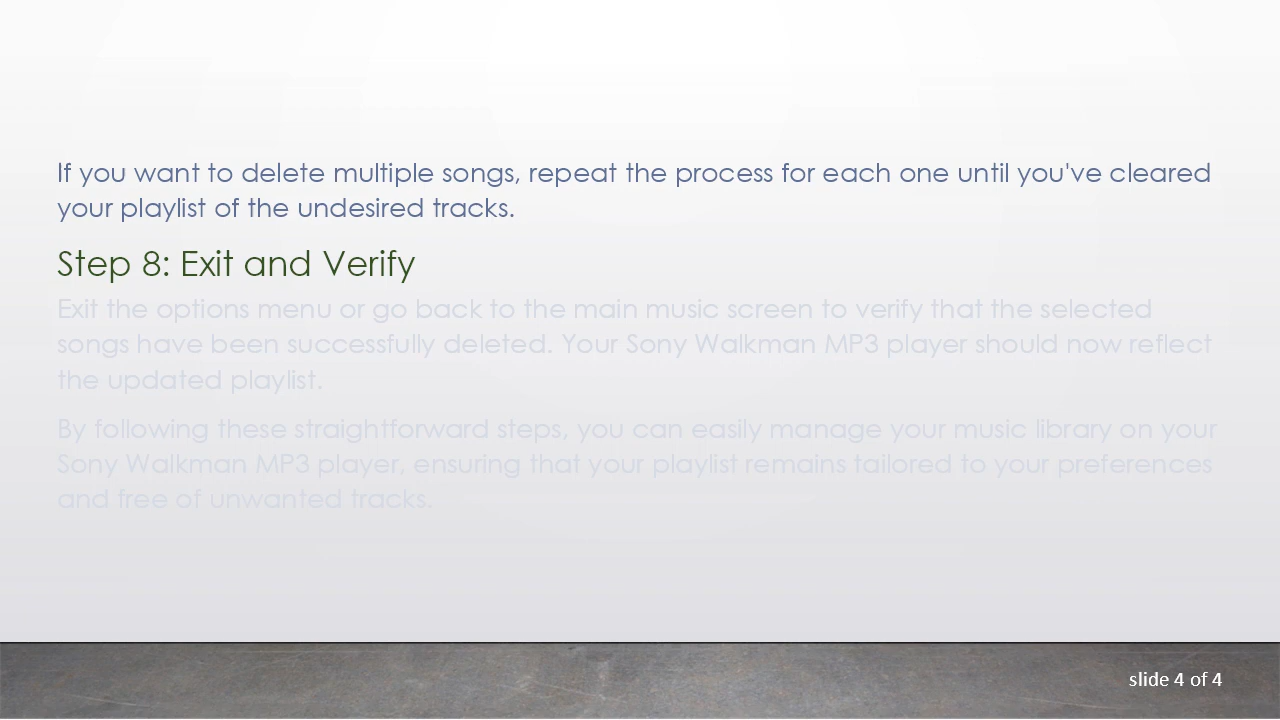 If you want to delete multiple songs, repeat the process for each one until you've cleared
your playlist of the undesired tracks.
Step 8: Exit and Verify
Exit the options menu or go back to the main music screen to verify that the selected
songs have been successfully deleted. Your Sony Walkman MP3 player should now reflect
the updated playlist.
By following these straightforward steps, you can easily manage your music library on your
Sony Walkman MP3 player, ensuring that your playlist remains tailored to your preferences
and free of unwanted tracks.
slide 4 of 4